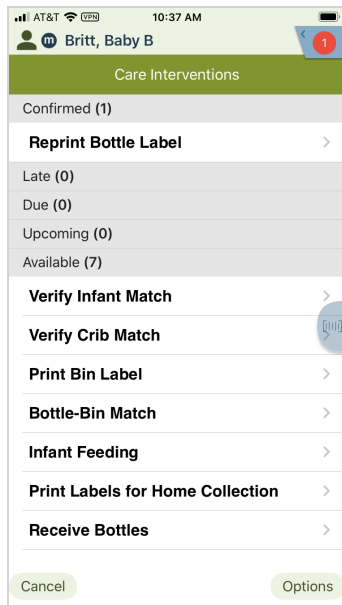 AT&T VPN 10:37 AM
m Britt, Baby B
1
Care Interventions
Confirmed (1)
Reprint Bottle Label
Late (0)
Due (0)
Upcoming (0)
Available (7)
Verify Infant Match
Verify Crib Match
Print Bin Label
Bottle-Bin Match
Infant Feeding
Print Labels for Home Collection
Receive Bottles
Cancel Options